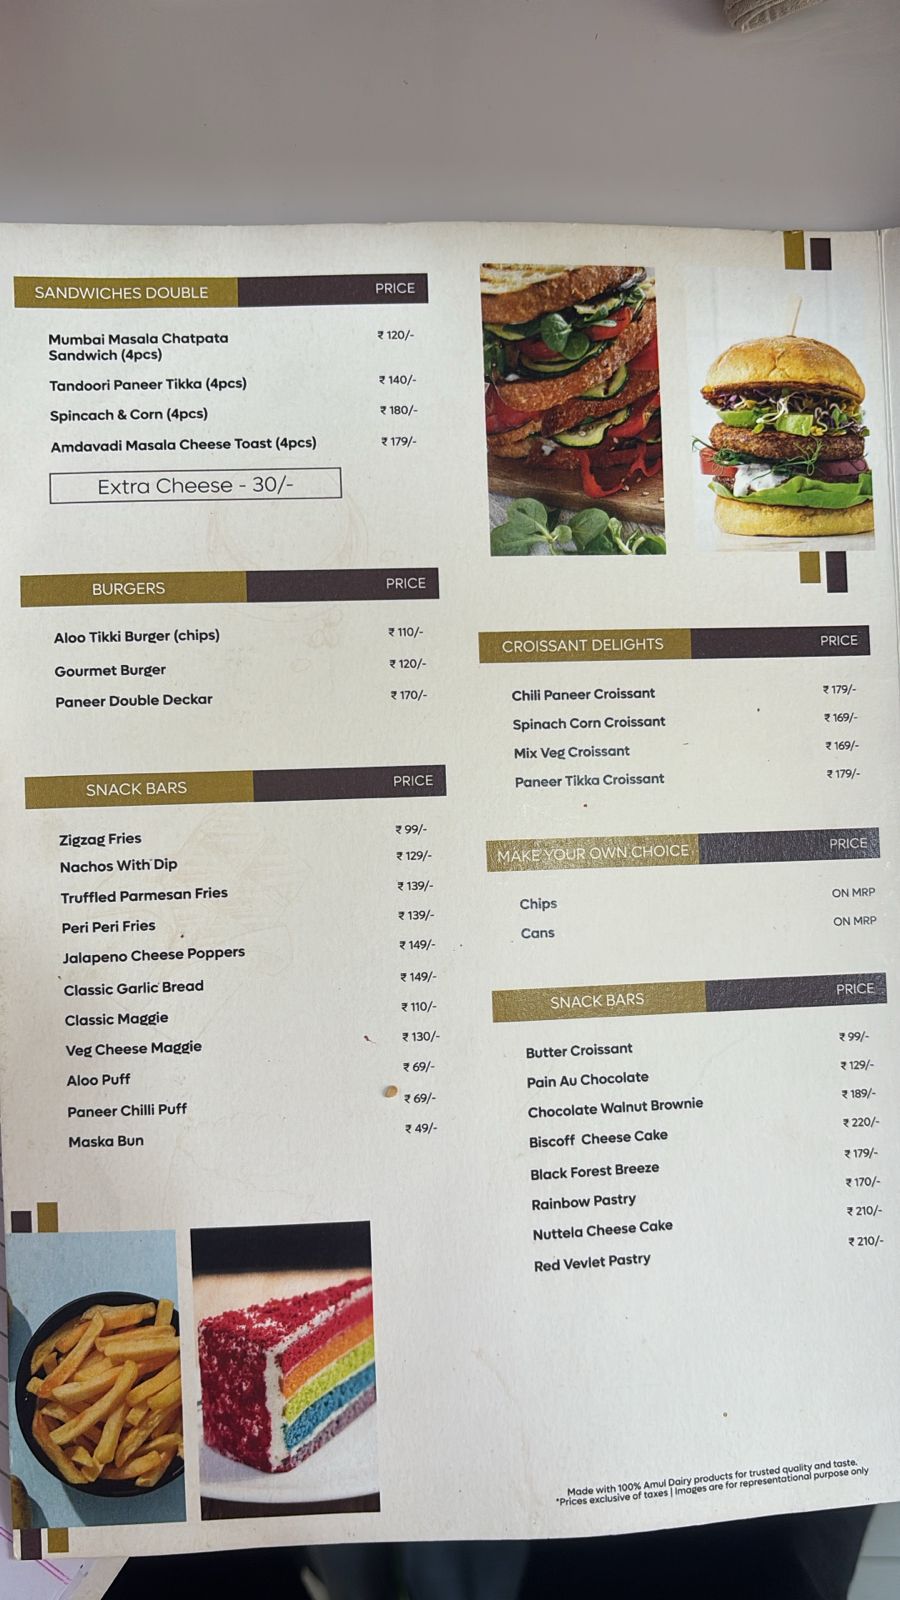 SANDWICHES DOUBLE PRICE
Mumbai Masala Chatpata ₹ 120/-
Sandwich (4pcs)
Tandoori Paneer Tikka (4pcs) ₹ 140/-
Spincach & Corn (4pcs) ₹ 180/-
Amdavadi Masala Cheese Toast (4pcs) ₹ 179/-
Extra Cheese - 30/-
BURGERS PRICE
Aloo Tikki Burger (chips) ₹ 110/-
Gourmet Burger ₹ 120/-
Paneer Double Deckar ₹ 170/-
SNACK BARS PRICE
Zigzag Fries ₹ 99/-
Nachos With Dip ₹ 129/-
Truffled Parmesan Fries ₹ 139/-
Peri Peri Fries ₹ 139/-
Jalapeno Cheese Poppers ₹ 149/-
Classic Garlic Bread ₹ 149/-
Classic Maggie ₹ 110/-
Veg Cheese Maggie ₹ 130/-
Aloo Puff ₹ 69/-
Paneer Chilli Puff ₹ 69/-
Maska Bun ₹ 49/-
CROISSANT DELIGHTS PRICE
Chili Paneer Croissant ₹ 179/-
Spinach Corn Croissant ₹ 169/-
Mix Veg Croissant ₹ 169/-
Paneer Tikka Croissant ₹ 179/-
MAKE YOUR OWN CHOICE PRICE
Chips ON MRP
Cans ON MRP
SNACK BARS PRICE
Butter Croissant ₹ 99/-
Pain Au Chocolate ₹ 129/-
Chocolate Walnut Brownie ₹ 189/-
Biscoff Cheese Cake ₹ 220/-
Black Forest Breeze ₹ 179/-
Rainbow Pastry ₹ 170/-
Nuttela Cheese Cake ₹ 210/-
Red Vevlet Pastry ₹ 210/-
Made with 100% Amul Dairy products for trusted quality and taste.
*Prices exclusive of taxes | Images are for representational purpose only